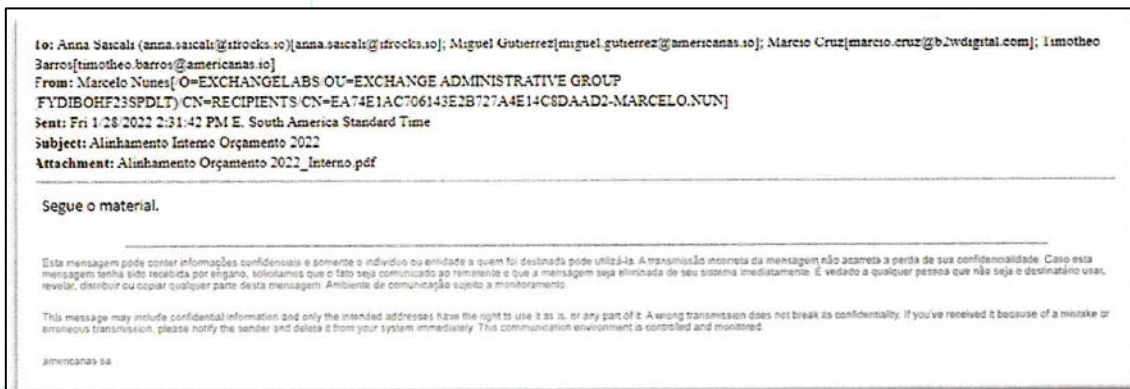 To: Anna Saicali (anna.saicali@ifrocks.io)[anna.saicali@ifrocks.io]; Miguel Gutierrez[miguel.gutierrez@americanas.io]; Marcio Cruz[marcio.cruz@b2wdigital.com]; Timotheo
Barros[timotheo.barros@americanas.io]
From: Marcelo Nunes[/O=EXCHANGELABS/OU=EXCHANGE ADMINISTRATIVE GROUP
FYDIBOHF23SPDLT)/CN=RECIPIENTS/CN=EA74E1AC706143E2B727A4E14C8DAAD2-MARCELO.NUN]
Sent: Fri 1/28/2022 2:31:42 PM E. South America Standard Time
Subject: Alinhamento Interno Orçamento 2022
Attachment: Alinhamento Orçamento 2022_Interno.pdf
Segue o material.
Esta mensagem pode conter informações confidenciais e somente o indivíduo ou entidade a quem foi destinada pode utilizá-la. A transmissão incorreta da mensagem não acarreta a perda de sua confidencialidade. Caso esta
mensagem tenha sido recebida por engano, solicitamos que o fato seja comunicado ao remetente e que a mensagem seja eliminada de seu sistema imediatamente. É vedado a qualquer pessoa que não seja o destinatário usar,
revelar, distribuir ou copiar qualquer parte desta mensagem. Ambiente de comunicação sujeito a monitoramento.
This message may include confidential information and only the intended addresses have the right to use it as is, or any part of it. A wrong transmission does not break its confidentiality. If you've received it because of a mistake or
erroneous transmission, please notify the sender and delete it from your system immediately. This communication environment is controlled and monitored.
americanas sa